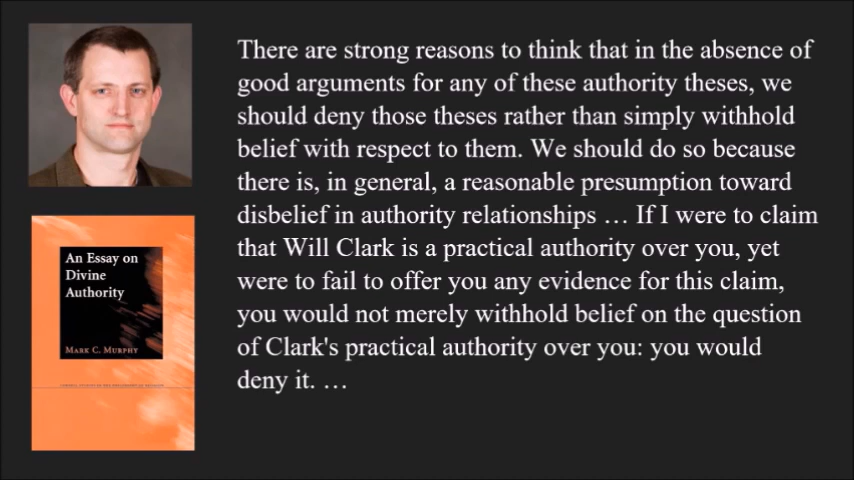 There are strong reasons to think that in the absence of
good arguments for any of these authority theses, we
should deny those theses rather than simply withhold
belief with respect to them. We should do so because
there is, in general, a reasonable presumption toward
disbelief in authority relationships … If I were to claim
that Will Clark is a practical authority over you, yet
were to fail to offer you any evidence for this claim,
you would not merely withhold belief on the question
of Clark's practical authority over you: you would
deny it. …
An Essay on
Divine
Authority
MARK C. MURPHY